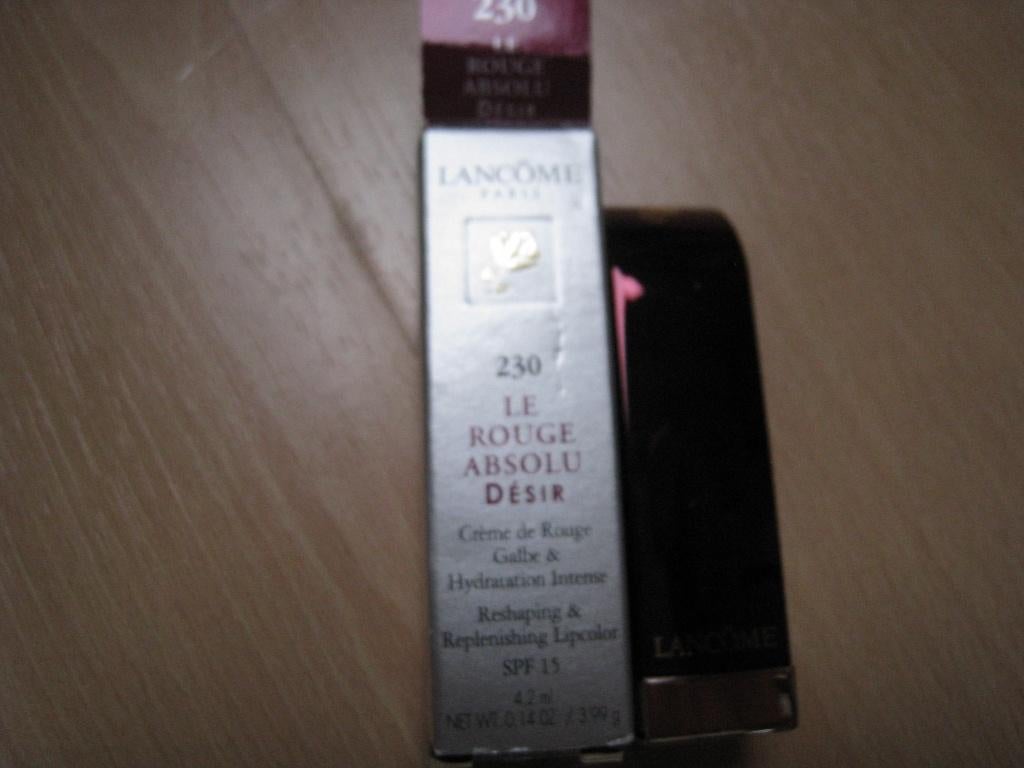 230
LE
ROUGE
ABSOLU
DÉSIR
LANCÔME
PARIS
230
LE
ROUGE
ABSOLU
DÉSIR
Crème de Rouge
Galbe &
Hydratation Intense
Reshaping &
Replenishing Lipcolor
SPF 15
4,2 ml
NET WT. 0.14 OZ. / 3.99 g
LANCÔME